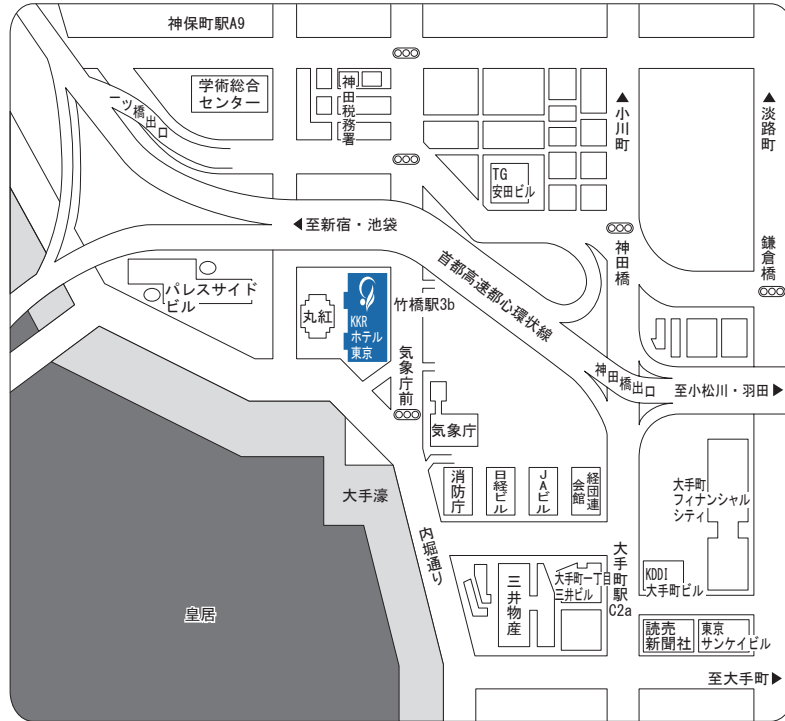 神保町駅A9
学術総合
センター
神田税務署
一ツ橋出口
▲小川町
▲淡路町
TG
安田ビル
◀至新宿・池袋
首都高速都心環状線
神田橋
鎌倉橋
パレスサイド
ビル
丸紅
KKR
ホテル
東京
竹橋駅3b
気象庁前
神田橋出口
至小松川・羽田▶
気象庁
消防庁
日経ビル
JAビル
経団連
会館
大手町
フィナンシャル
シティ
大手濠
内堀通り
三井物産
大手町一丁目
三井ビル
大手町駅
C2a
KDDI
大手町ビル
皇居
読売
新聞社
東京
サンケイビル
至大手町▶